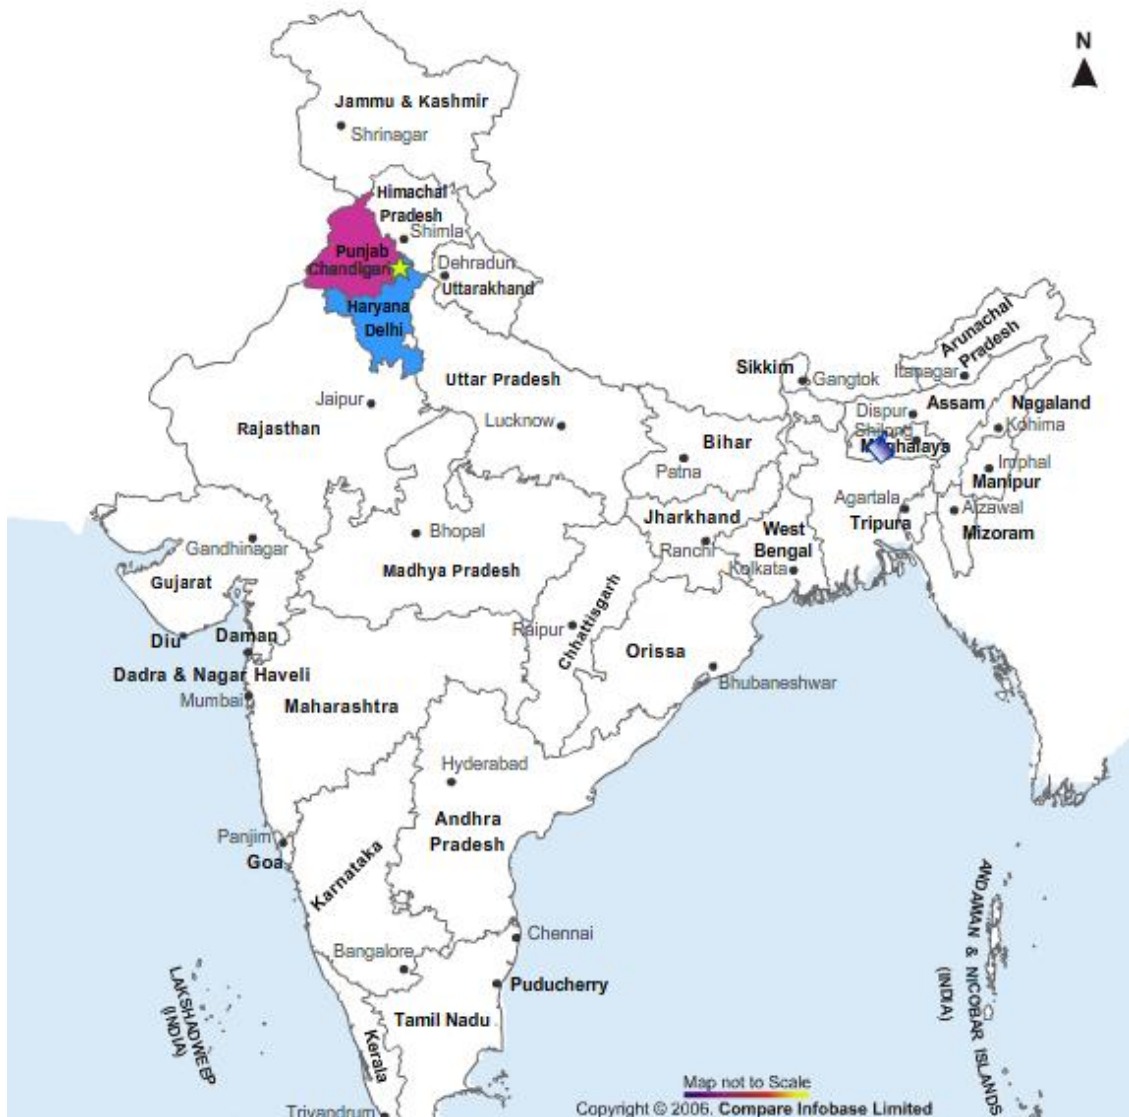 N
Jammu & Kashmir
Shrinagar
Himachal
Pradesh
Shimla
Punjab
Chandigarh
Dehradun
Uttarakhand
Haryana
Delhi
Arunachal
Pradesh
Itanagar
Sikkim
Gangtok
Uttar Pradesh
Jaipur
Lucknow
Rajasthan
Dispur
Assam
Nagaland
Shilong
Kohima
Meghalaya
Bihar
Patna
Imphal
Manipur
Agartala
Aizawal
Tripura
Mizoram
Jharkhand
Ranchi
West
Bengal
Kolkata
Bhopal
Gandhinagar
Madhya Pradesh
Gujarat
Chhattisgarh
Raipur
Orissa
Bhubaneshwar
Diu
Daman
Dadra & Nagar Haveli
Mumbai
Maharashtra
Hyderabad
Andhra
Pradesh
Panjim
Goa
Karnataka
Chennai
Bangalore
Puducherry
Tamil Nadu
Kerala
Trivandrum
LAKSHADWEEP
(INDIA)
ANDAMAN & NICOBAR ISLANDS
(INDIA)
Map not to Scale
Copyright © 2006. Compare Infobase Limited